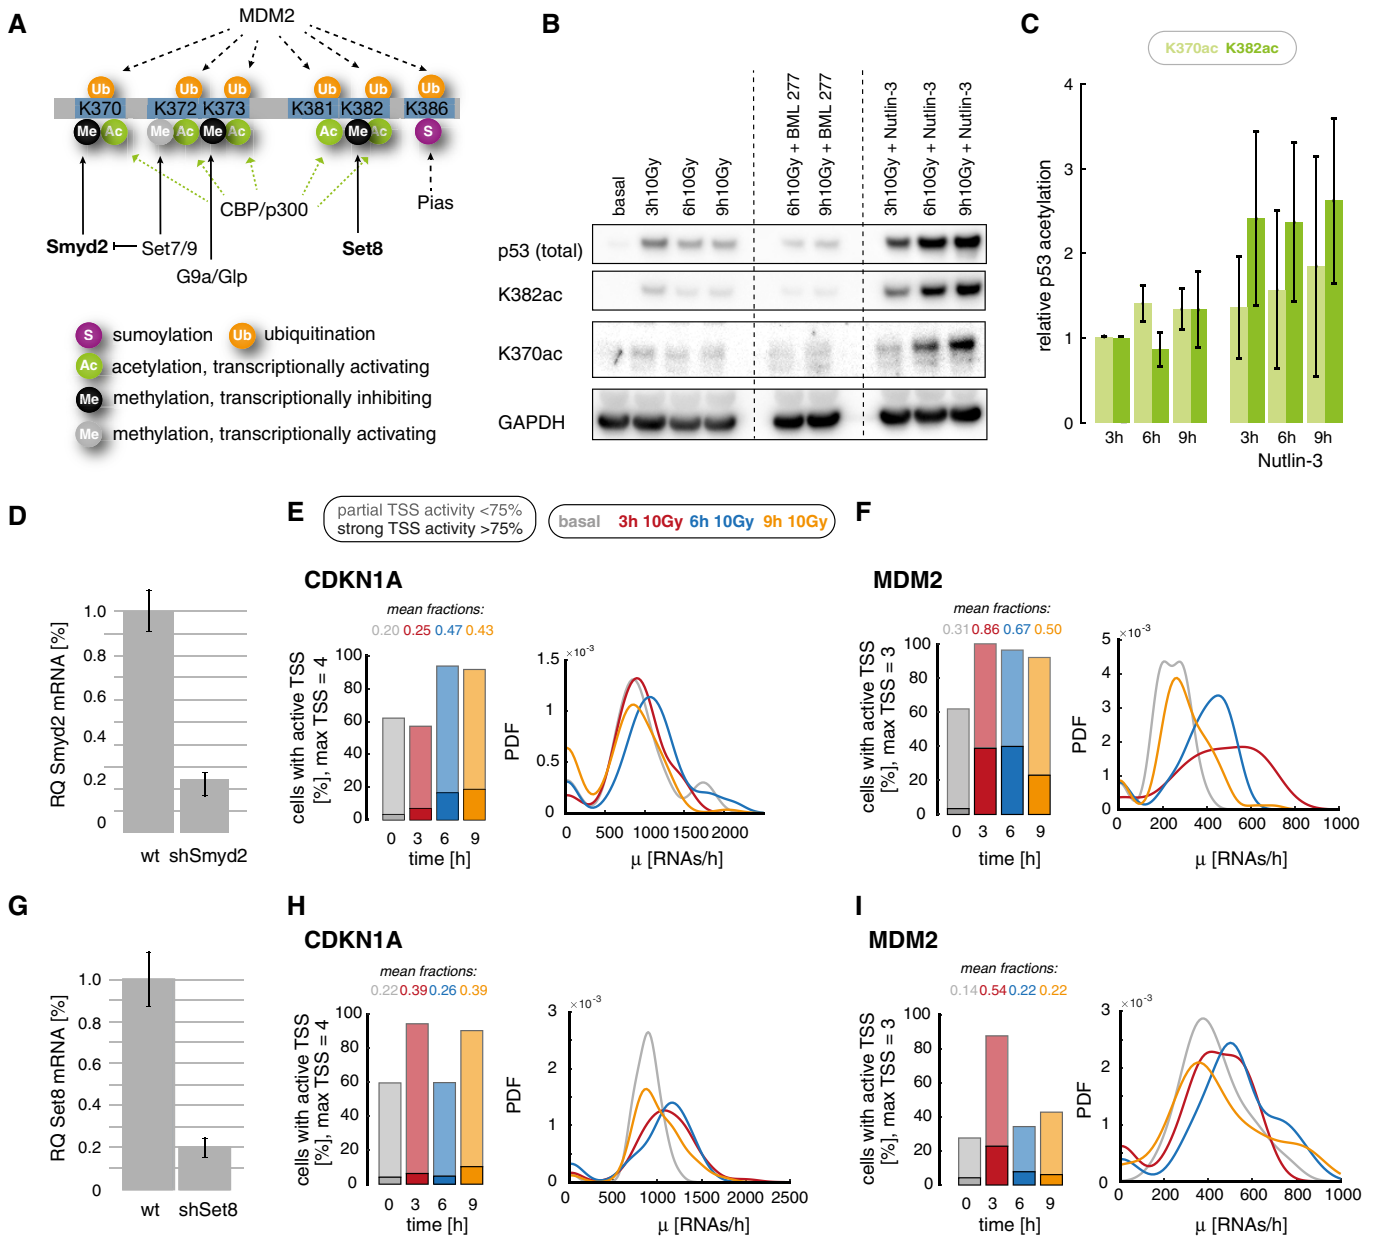 A
MDM2
Ub Ub Ub Ub Ub Ub
K370 K372 K373 K381 K382 K386
Me Ac Me Ac Me Ac Ac Me Ac S
CBP/p300
Pias
Smyd2 Set7/9 Set8
G9a/Glp
S sumoylation Ub ubiquitination
Ac acetylation, transcriptionally activating
Me methylation, transcriptionally inhibiting
Me methylation, transcriptionally activating
B
basal
3h10Gy
6h10Gy
9h10Gy
6h10Gy + BML 277
9h10Gy + BML 277
3h10Gy + Nutlin-3
6h10Gy + Nutlin-3
9h10Gy + Nutlin-3
p53 (total)
K382ac
K370ac
GAPDH
C
K370ac K382ac
relative p53 acetylation
4
3
2
1
0
3h 6h 9h 3h 6h 9h
Nutlin-3
D
RQ Smyd2 mRNA [%]
1.0
0.8
0.6
0.4
0.2
0
wt shSmyd2
E
partial TSS activity <75%
strong TSS activity >75%
basal 3h 10Gy 6h 10Gy 9h 10Gy
CDKN1A
mean fractions:
0.20 0.25 0.47 0.43
cells with active TSS
[%], max TSS = 4
100
80
60
40
20
0
0 3 6 9
time [h]
PDF
×10⁻³
1.5
1
0.5
0
0 500 1000 1500 2000
μ [RNAs/h]
F
MDM2
mean fractions:
0.31 0.86 0.67 0.50
cells with active TSS
[%], max TSS = 3
100
80
60
40
20
0
0 3 6 9
time [h]
PDF
×10⁻³
5
4
3
2
1
0
0 200 400 600 800 1000
μ [RNAs/h]
G
RQ Set8 mRNA [%]
1.0
0.8
0.6
0.4
0.2
0
wt shSet8
H
CDKN1A
mean fractions:
0.22 0.39 0.26 0.39
cells with active TSS
[%], max TSS = 4
100
80
60
40
20
0
0 3 6 9
time [h]
PDF
×10⁻³
3
2
1
0
0 500 1000 1500 2000 2500
μ [RNAs/h]
I
MDM2
mean fractions:
0.14 0.54 0.22 0.22
cells with active TSS
[%], max TSS = 3
100
80
60
40
20
0
0 3 6 9
time [h]
PDF
×10⁻³
3
2
1
0
0 200 400 600 800 1000
μ [RNAs/h]